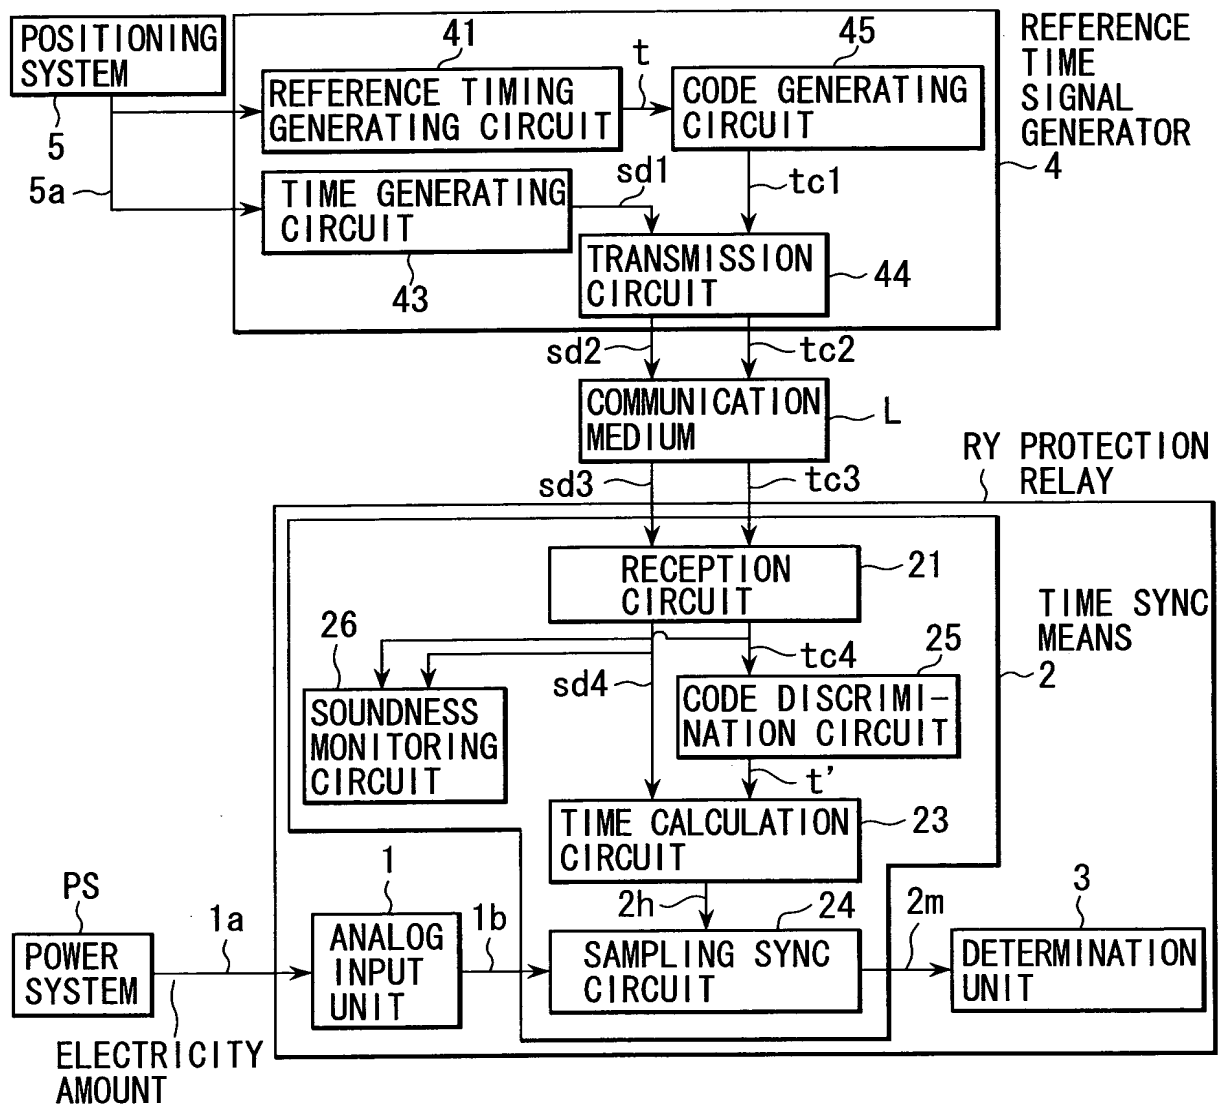 POSITIONING
SYSTEM
5
5a
41
REFERENCE TIMING
GENERATING CIRCUIT
t
45
CODE GENERATING
CIRCUIT
REFERENCE
TIME
SIGNAL
GENERATOR
4
TIME GENERATING
CIRCUIT
43
sd1
tc1
TRANSMISSION
CIRCUIT
44
sd2
tc2
COMMUNICATION
MEDIUM
L
sd3
tc3
RY PROTECTION
RELAY
RECEPTION
CIRCUIT
21
TIME SYNC
MEANS
2
26
SOUNDNESS
MONITORING
CIRCUIT
sd4
tc4
25
CODE DISCRIMI-
NATION CIRCUIT
t'
TIME CALCULATION
CIRCUIT
23
2h
PS
POWER
SYSTEM
1a
ELECTRICITY
AMOUNT
1
ANALOG
INPUT
UNIT
1b
24
SAMPLING SYNC
CIRCUIT
2m
3
DETERMINATION
UNIT